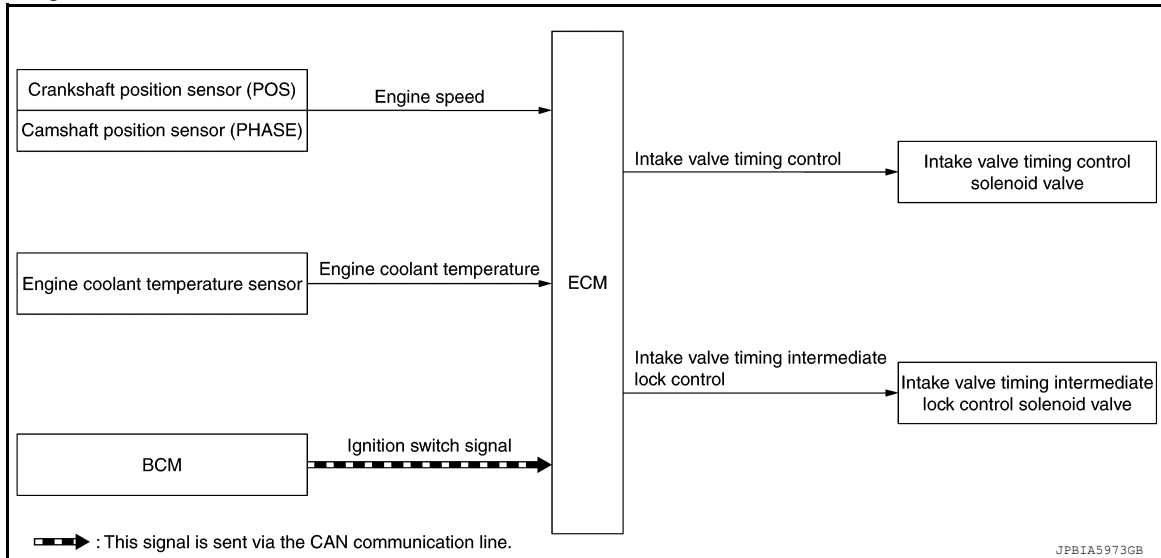 Crankshaft position sensor (POS)
Camshaft position sensor (PHASE)
Engine speed
Engine coolant temperature sensor
Engine coolant temperature
BCM
Ignition switch signal
ECM
Intake valve timing control
Intake valve timing control
solenoid valve
Intake valve timing intermediate
lock control
Intake valve timing intermediate
lock control solenoid valve
: This signal is sent via the CAN communication line.
JPBIA5973GB